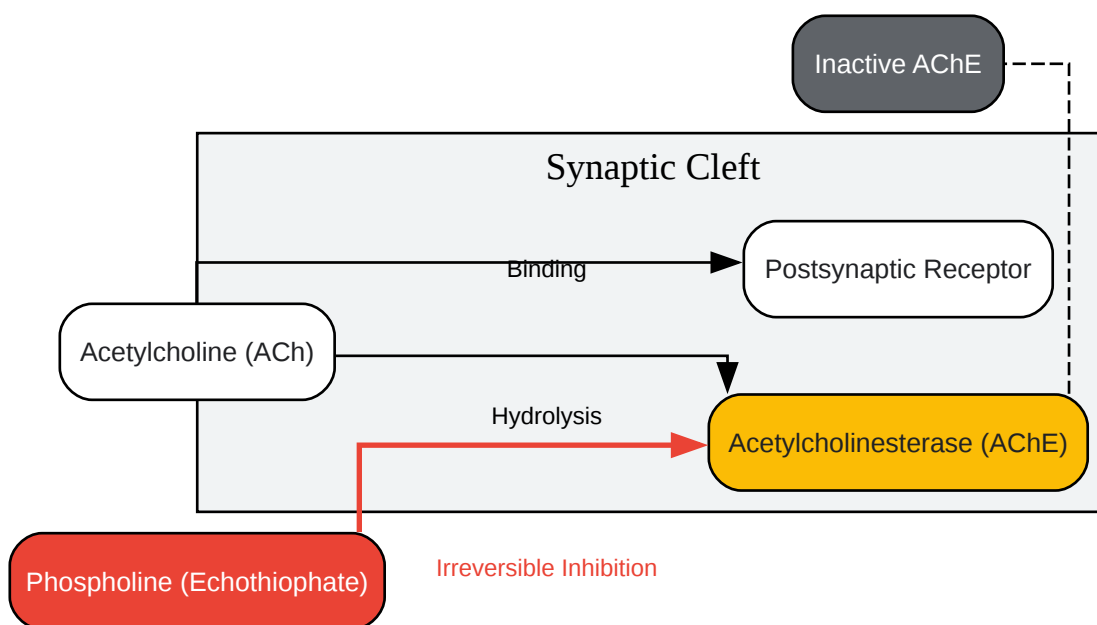 Inactive AChE
Synaptic Cleft
Binding
Postsynaptic Receptor
Acetylcholine (ACh)
Hydrolysis
Acetylcholinesterase (AChE)
Irreversible Inhibition
Phospholine (Echothiophate)